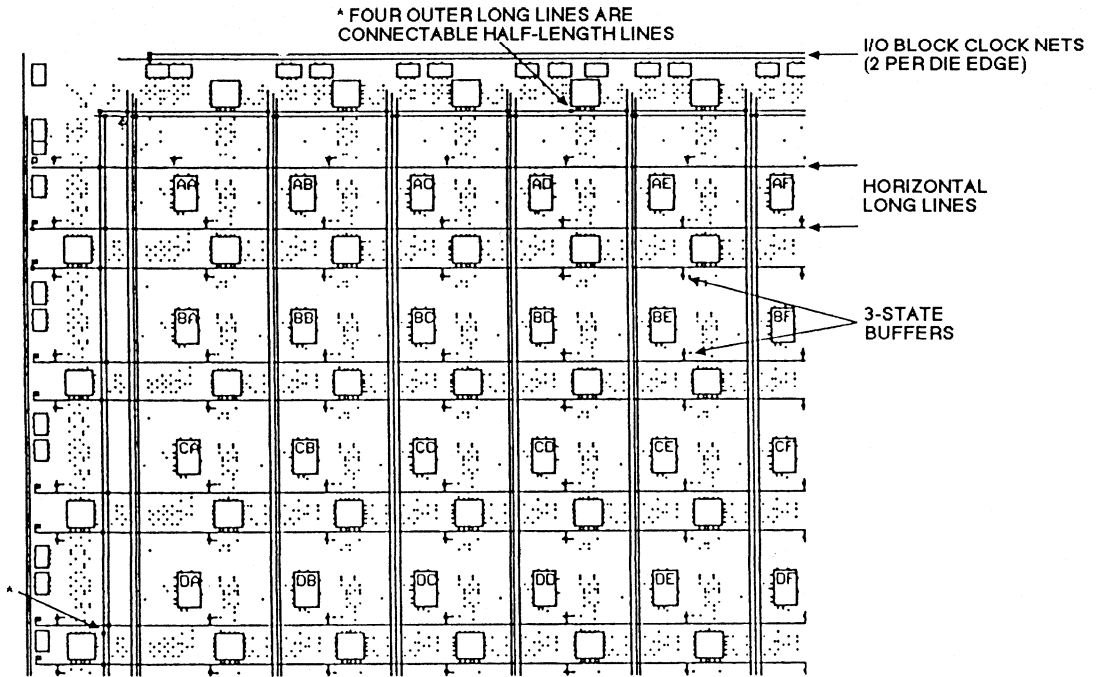 * FOUR OUTER LONG LINES ARE
CONNECTABLE HALF-LENGTH LINES
I/O BLOCK CLOCK NETS
(2 PER DIE EDGE)
AA AB AC AD AE AF
HORIZONTAL
LONG LINES
BA BB BC BD BE BF
3-STATE
BUFFERS
CA CB CC CD CE CF
DA DB DC DD DE DF
*